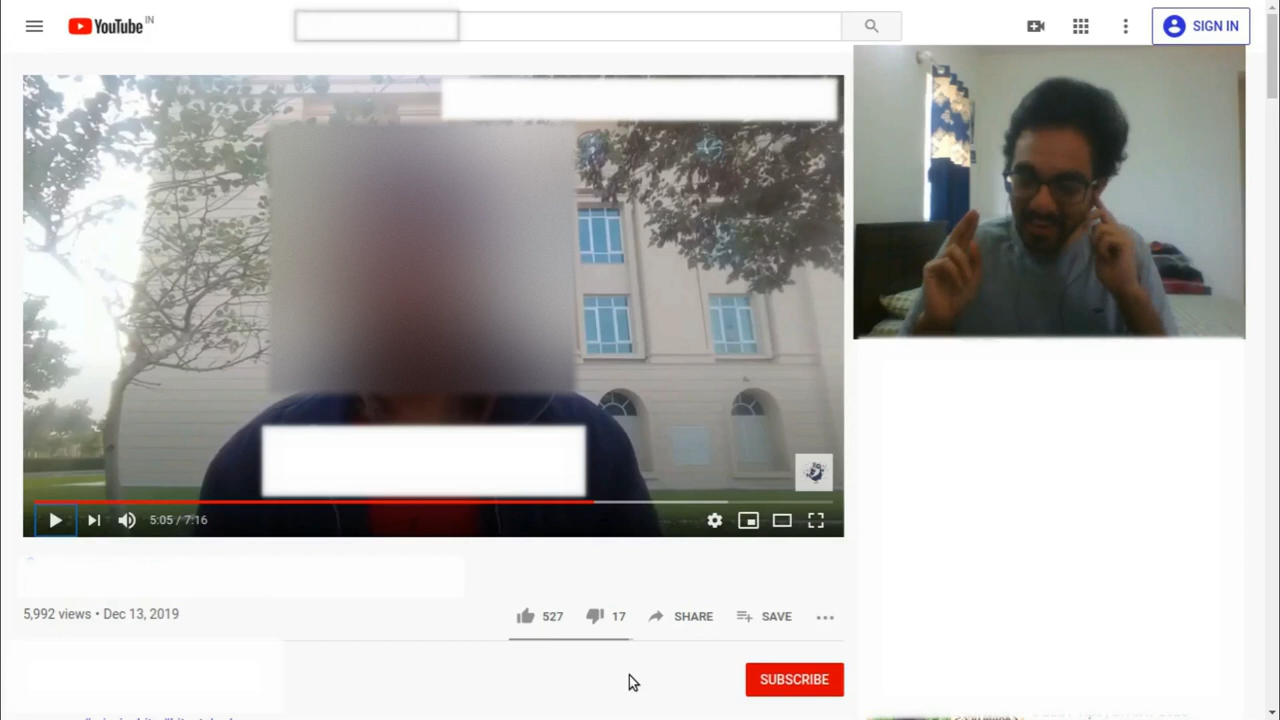 YouTube IN
SIGN IN
5:05 / 7:16
5,992 views • Dec 13, 2019
527
17
SHARE
SAVE
SUBSCRIBE